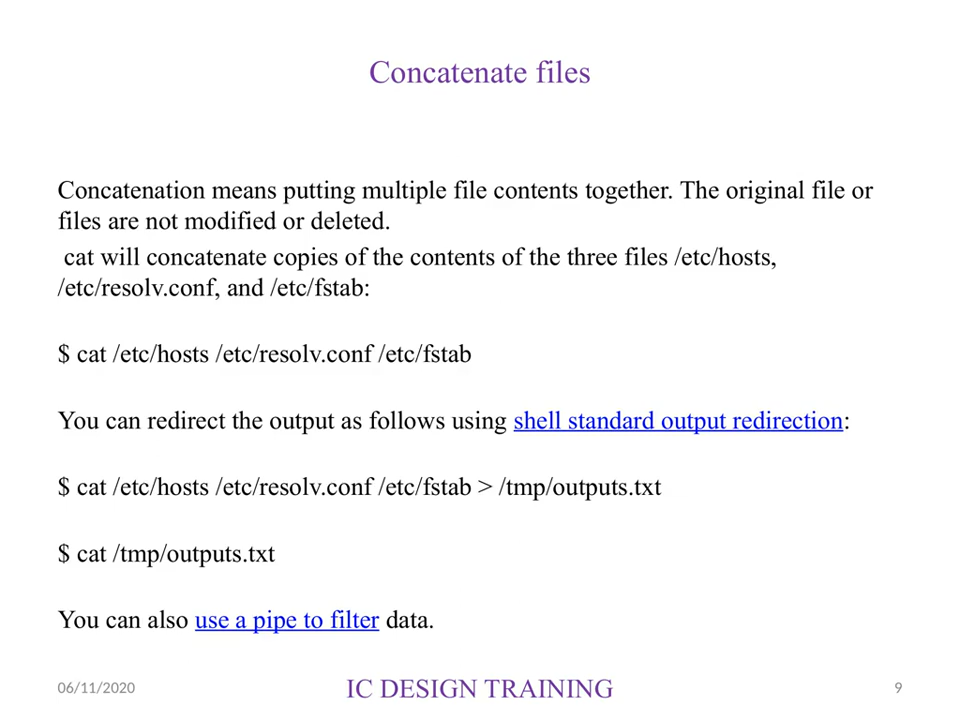 Concatenate files
Concatenation means putting multiple file contents together. The original file or
files are not modified or deleted.
cat will concatenate copies of the contents of the three files /etc/hosts,
/etc/resolv.conf, and /etc/fstab:
$ cat /etc/hosts /etc/resolv.conf /etc/fstab
You can redirect the output as follows using shell standard output redirection:
$ cat /etc/hosts /etc/resolv.conf /etc/fstab > /tmp/outputs.txt
$ cat /tmp/outputs.txt
You can also use a pipe to filter data.
06/11/2020 IC DESIGN TRAINING 9